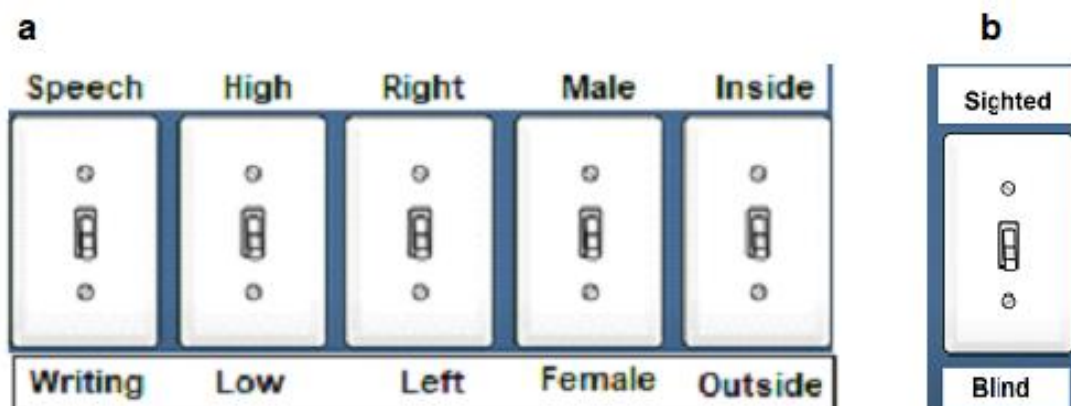 a
b
Speech High Right Male Inside
Sighted
Writing Low Left Female Outside
Blind